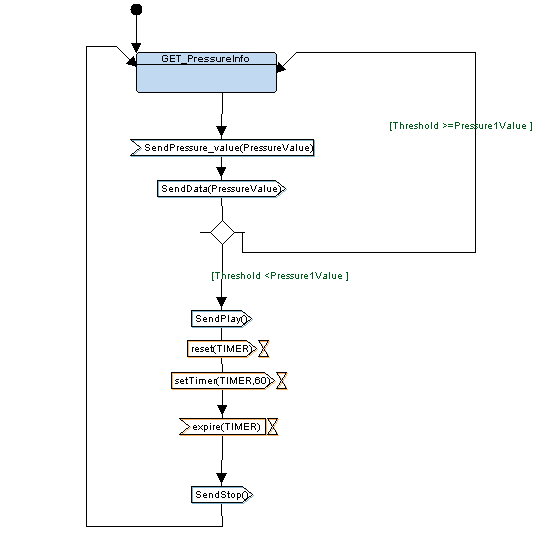 GET_PressureInfo
[Threshold >=Pressure1Value ]
SendPressure_value(PressureValue)
SendData(PressureValue)
[Threshold <Pressure1Value ]
SendPlay()
reset(TIMER)
setTimer(TIMER,60)
expire(TIMER)
SendStop()